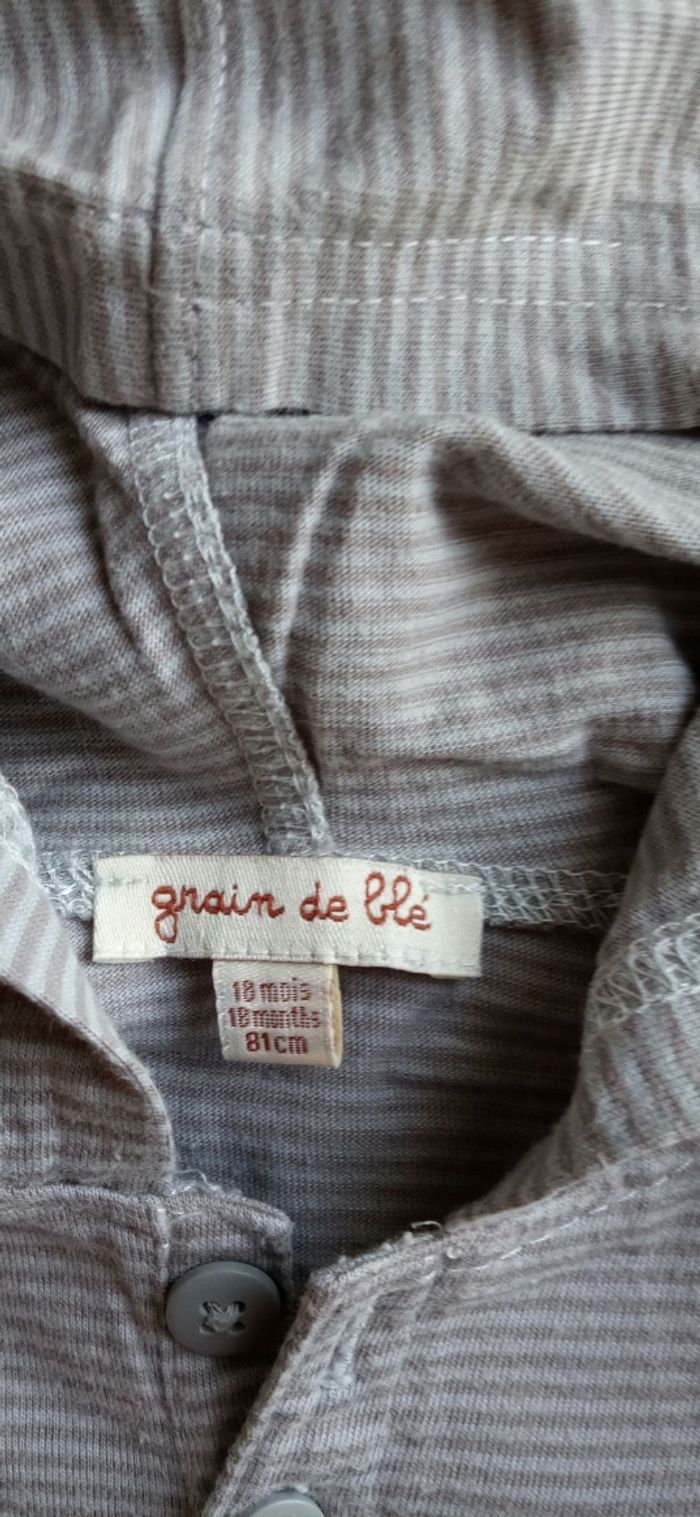 grain de blé
18 mois
18 months
81cm